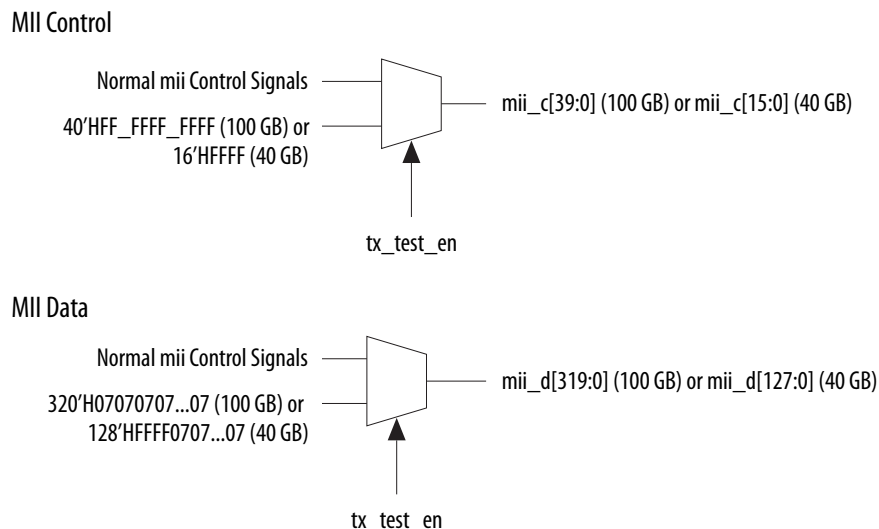 MII Control
Normal mii Control Signals
mii_c[39:0] (100 GB) or mii_c[15:0] (40 GB)
40’HFF_FFFF_FFFF (100 GB) or
16’HFFFF (40 GB)
tx_test_en
MII Data
Normal mii Control Signals
mii_d[319:0] (100 GB) or mii_d[127:0] (40 GB)
320’H07070707...07 (100 GB) or
128’HFFFF0707...07 (40 GB)
tx_test_en